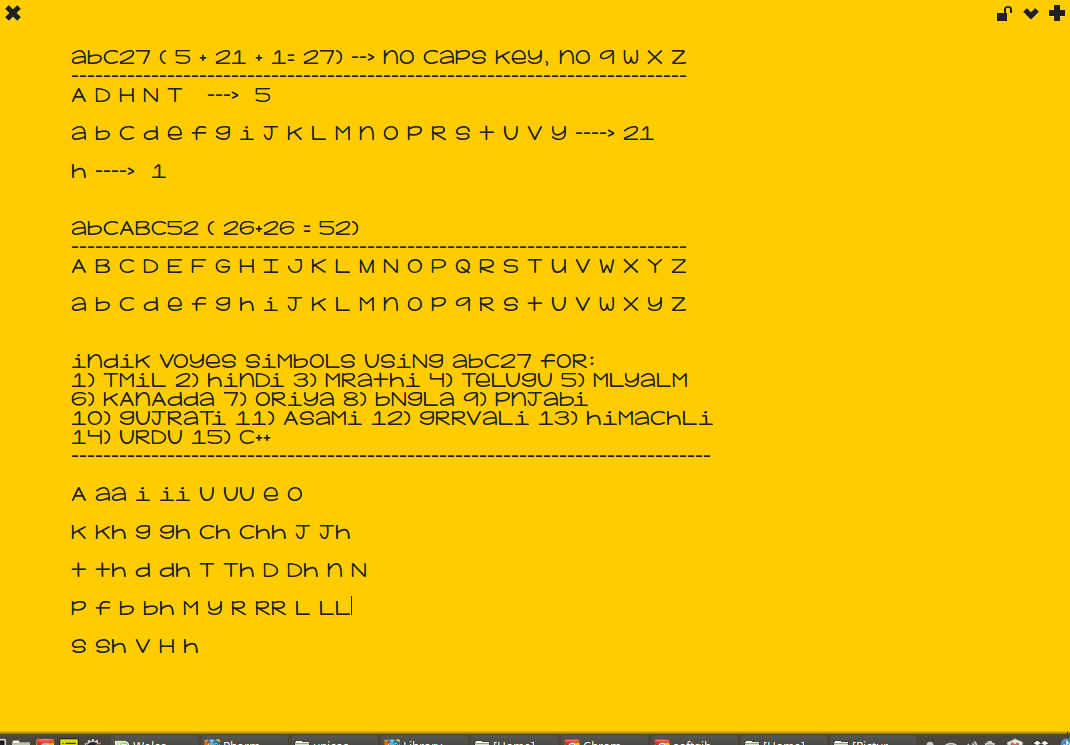 abC27 ( 5 + 21 + 1= 27) --> nO CaPS Key, nO q W X Z
-----------------------------------------------------------------------------
A D H N T ---> 5
a b C d e f g i J K L M n O P R S t U V y ----> 21
h ----> 1
abCABC52 ( 26+26 = 52)
-----------------------------------------------------------------------------
A B C D E F G H I J K L M N O P Q R S T U V W X Y Z
a b C d e f g h i J K L M n O P q R S t U V W X y Z
indiK VOyeS SiMbOLS USiNg abC27 fOR:
1) TMiL 2) hinDi 3) MRathi 4) TeLUgU 5) MLyaLM
6) KAnAdda 7) ORiya 8) bNgLa 9) PnJabi
10) gUJRaTi 11) ASaMi 12) gRRVaLi 13) hiMaChLi
14) URDU 15) C++
--------------------------------------------------------------------------------
A aa i ii U UU e O
K Kh g gh Ch Chh J Jh
t th d dh T Th D Dh n N
P f b bh M y R RR L LL
S Sh V H h